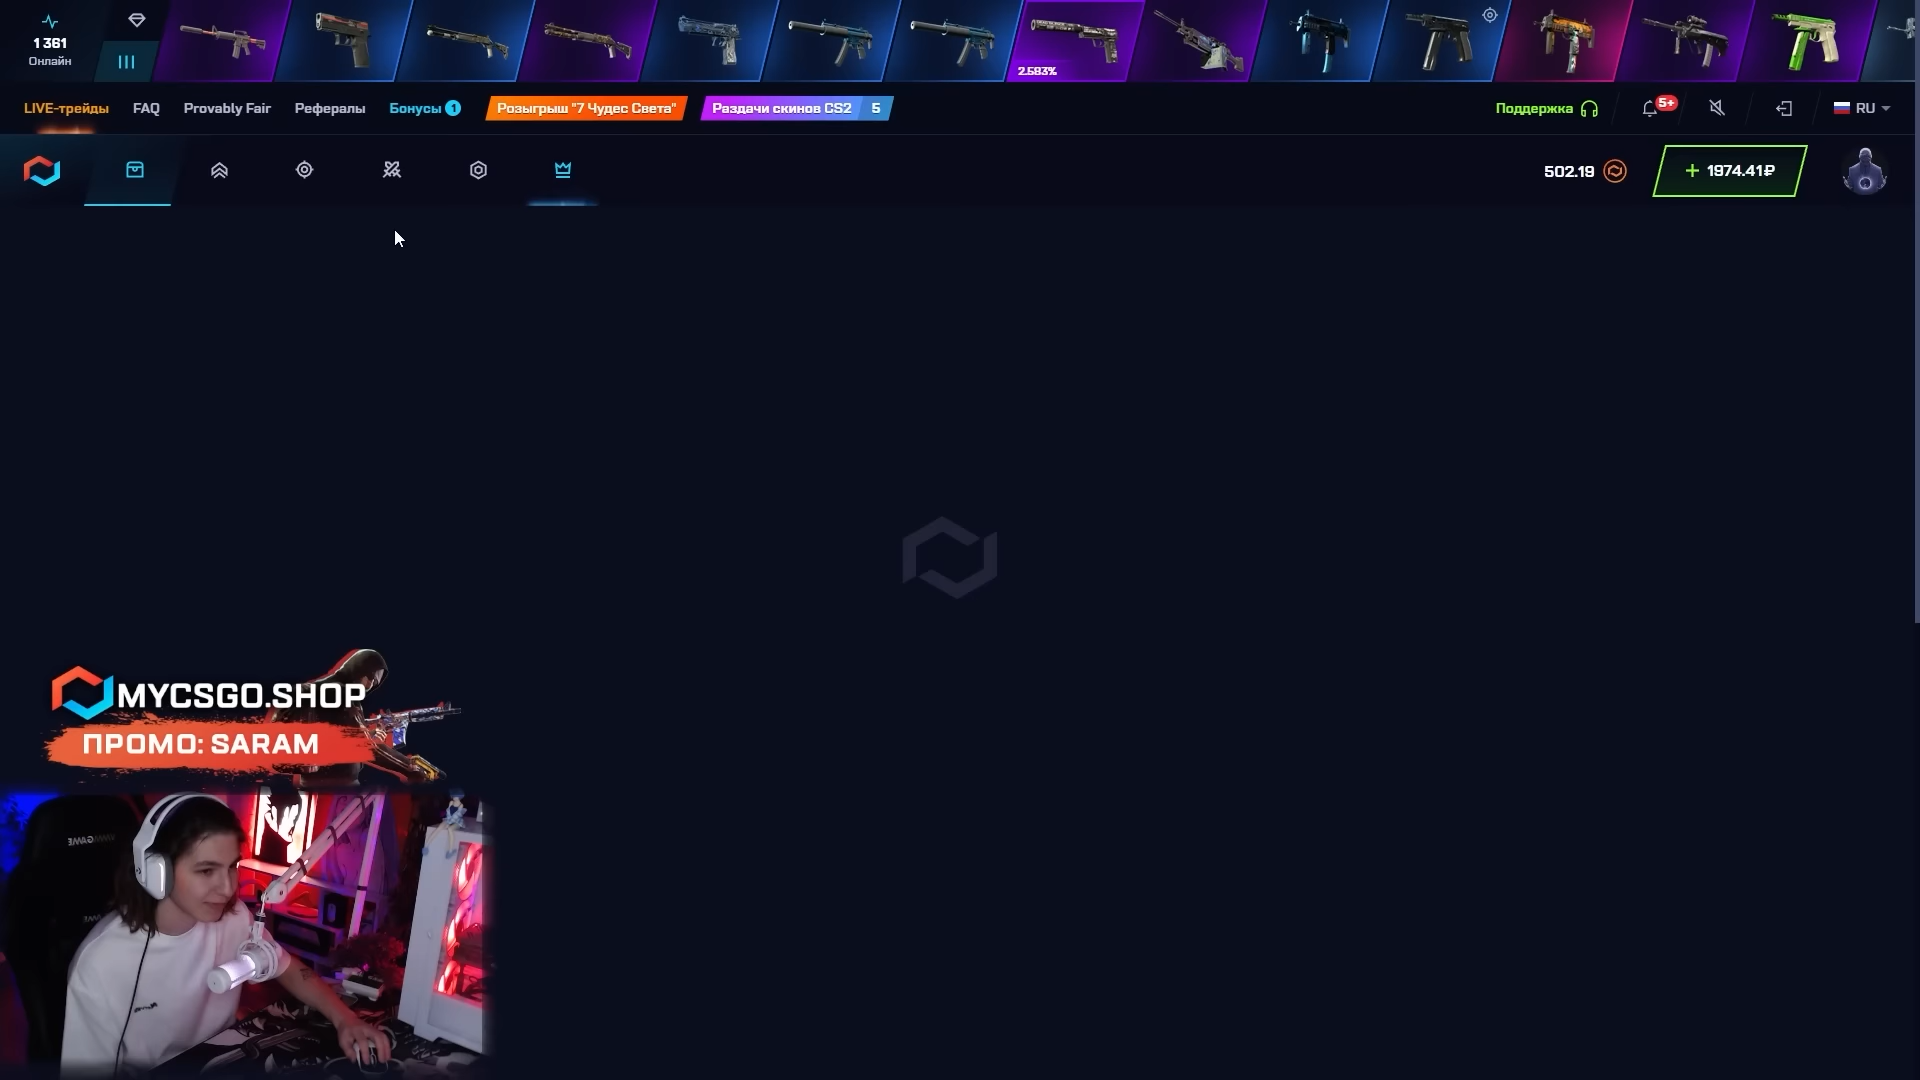 1 361
Онлайн
2.583%
LIVE-трейды
FAQ
Provably Fair
Рефералы
Бонусы 1
Розыгрыш "7 Чудес Света"
Раздачи скинов CS2 5
Поддержка
5+
RU
502.19
+ 1974.41₽
MYCSGO.SHOP
ПРОМО: SARAM